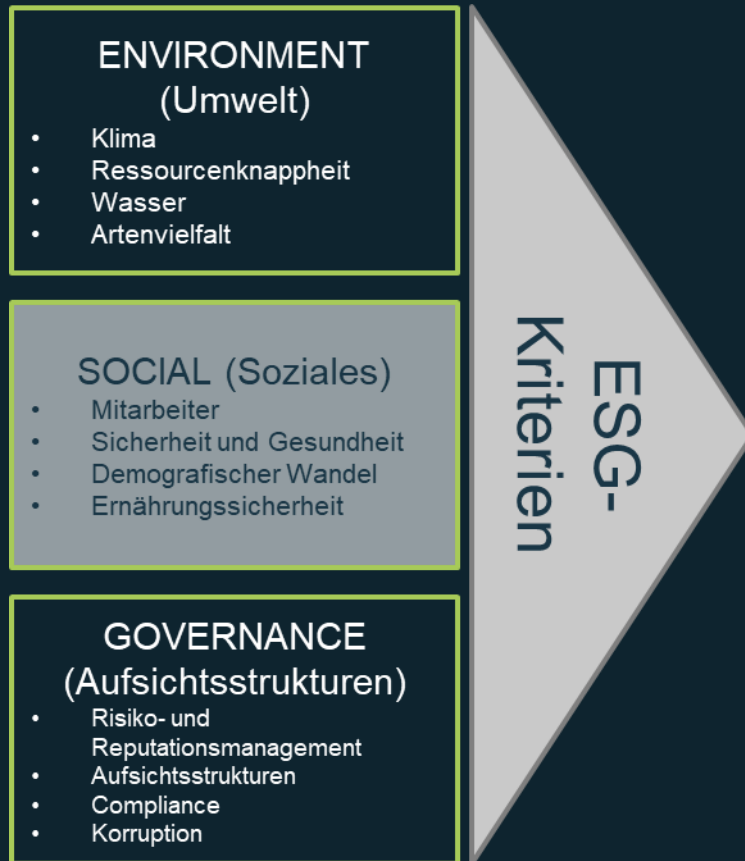 ENVIRONMENT
(Umwelt)
• Klima
• Ressourcenknappheit
• Wasser
• Artenvielfalt
SOCIAL (Soziales)
• Mitarbeiter
• Sicherheit und Gesundheit
• Demografischer Wandel
• Ernährungssicherheit
GOVERNANCE
(Aufsichtsstrukturen)
• Risiko- und
Reputationsmanagement
• Aufsichtsstrukturen
• Compliance
• Korruption
ESG-
Kriterien